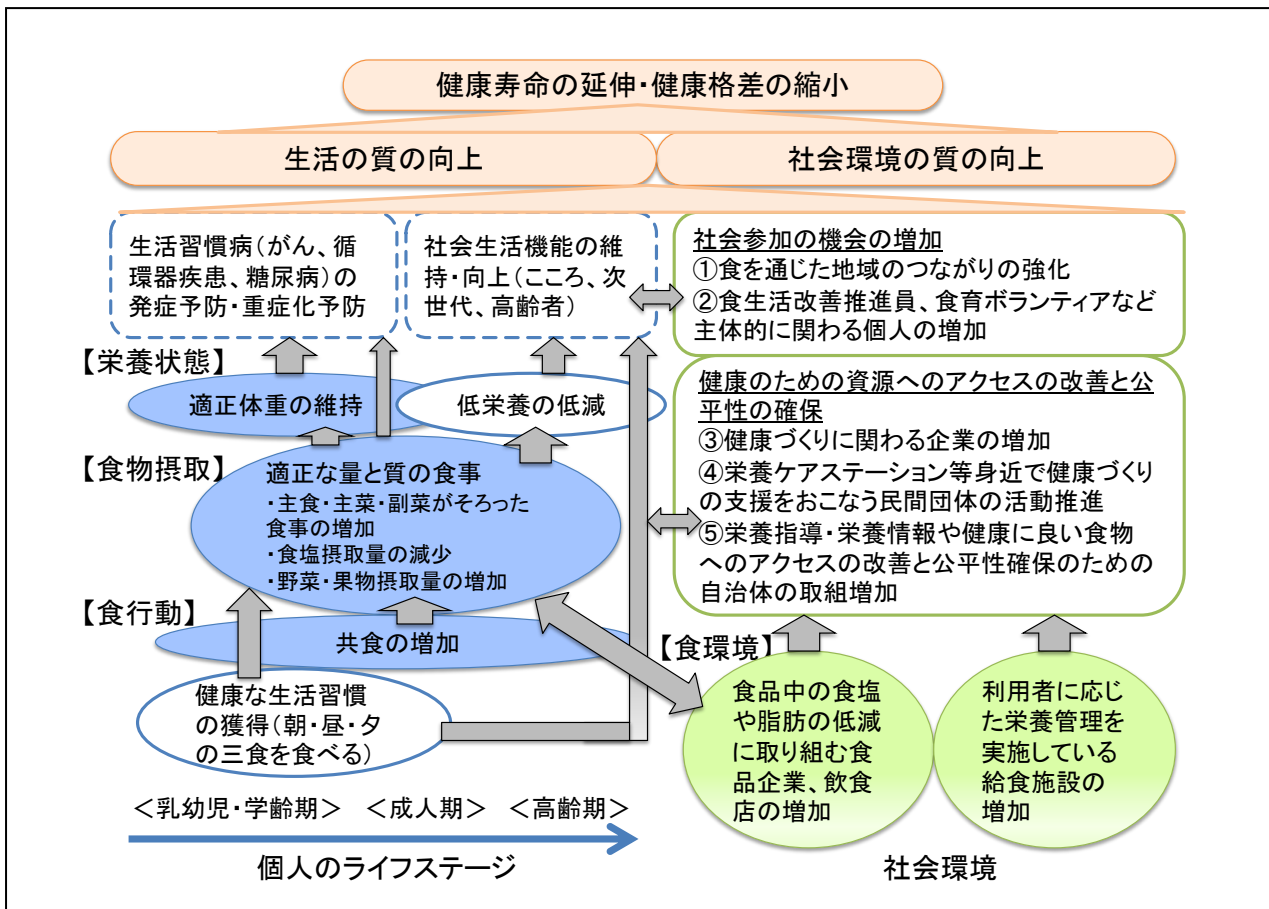 健康寿命の延伸・健康格差の縮小
生活の質の向上
社会環境の質の向上
生活習慣病(がん、循
環器疾患、糖尿病)の
発症予防・重症化予防
社会生活機能の維
持・向上(こころ、次
世代、高齢者)
社会参加の機会の増加
①食を通じた地域のつながりの強化
②食生活改善推進員、食育ボランティアなど
主体的に関わる個人の増加
【栄養状態】
適正体重の維持
低栄養の低減
健康のための資源へのアクセスの改善と公
平性の確保
③健康づくりに関わる企業の増加
④栄養ケアステーション等身近で健康づくり
の支援をおこなう民間団体の活動推進
⑤栄養指導・栄養情報や健康に良い食物
へのアクセスの改善と公平性確保のための
自治体の取組増加
【食物摂取】
適正な量と質の食事
・主食・主菜・副菜がそろった
食事の増加
・食塩摂取量の減少
・野菜・果物摂取量の増加
【食行動】
共食の増加
健康な生活習慣
の獲得(朝・昼・夕
の三食を食べる)
【食環境】
食品中の食塩
や脂肪の低減
に取り組む食
品企業、飲食
店の増加
利用者に応じ
た栄養管理を
実施している
給食施設の
増加
<乳幼児・学齢期> <成人期> <高齢期>
個人のライフステージ
社会環境